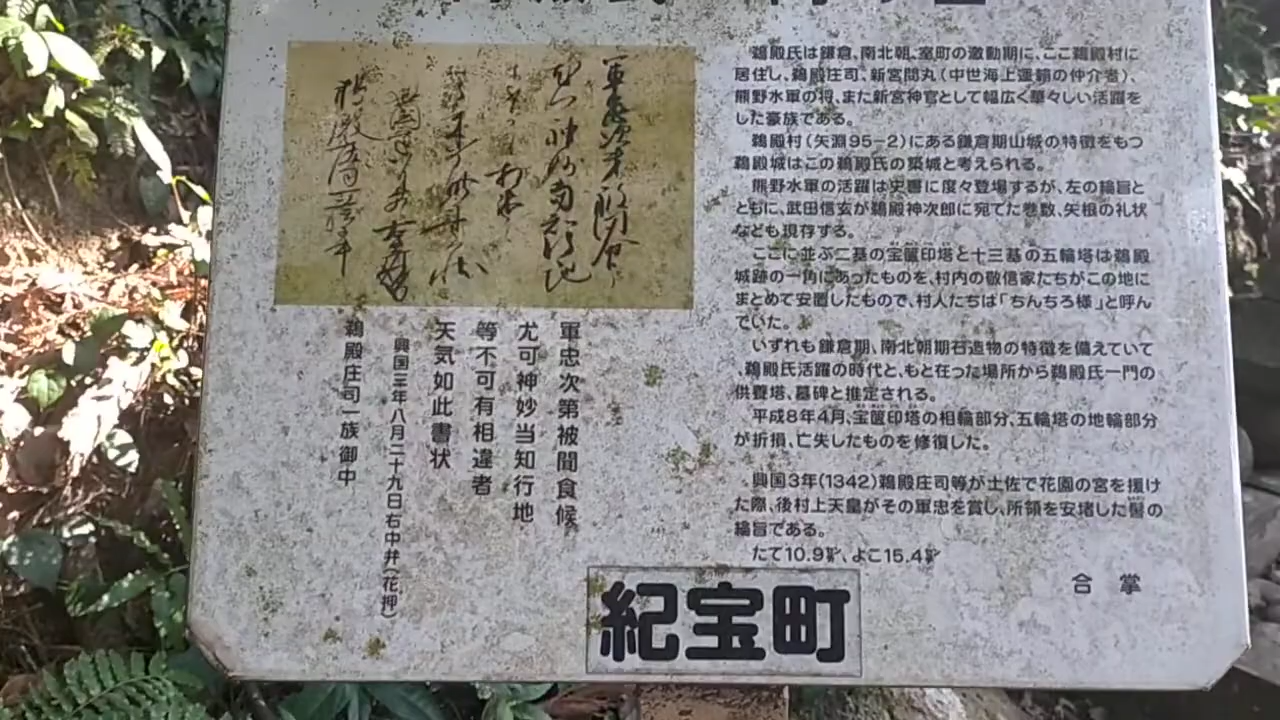 鵜殿氏は鎌倉、南北朝、室町の激動期に、ここ鵜殿村に
居住し、鵜殿庄司、新宮問丸(中世海上運輸の仲介者)、
熊野水軍の将、また新宮神官として幅広く華々しい活躍を
した豪族である。
鵜殿村(矢淵95−2)にある鎌倉期山城の特徴をもつ
鵜殿城はこの鵜殿氏の築城と考えられる。
熊野水軍の活躍は史書に度々登場するが、左の綸旨と
ともに、武田信玄が鵜殿神次郎に宛てた巻数、矢根の礼状
なども現存する。
ここに並ぶ二基の宝篋印塔と十三基の五輪塔は鵜殿
城跡の一角にあったものを、村内の敬信家たちがこの地に
まとめて安置したもので、村人たちは「ちんちろ様」と呼ん
でいた。
いずれも鎌倉期、南北朝期石造物の特徴を備えていて
、鵜殿氏活躍の時代と、もと在った場所から鵜殿氏一門の
供養塔、墓碑と推定される。
平成8年4月、宝篋印塔の相輪部分、五輪塔の地輪部分
が折損、亡失したものを修復した。
興国3年(1342)鵜殿庄司等が土佐で花園の宮を援け
た際、後村上天皇がその軍忠を賞し、所領を安堵した髻の
綸旨である。
たて10.9㌢、よこ15.4㌢
合掌
軍忠次第被聞食候
尤可神妙当知行地
等不可有相違者
天気如此書状
興国三年八月二十九日右中弁(花押)
鵜殿庄司一族御中
紀宝町